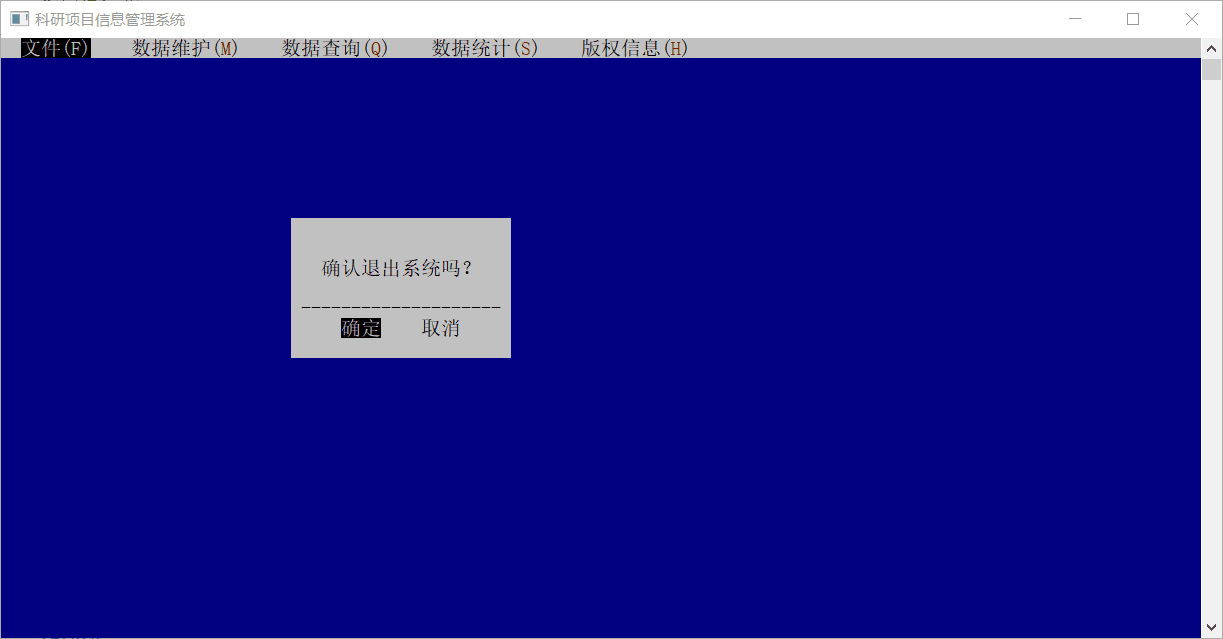 科研项目信息管理系统
文件(F) 数据维护(M) 数据查询(Q) 数据统计(S) 版权信息(H)
确认退出系统吗?
确定 取消